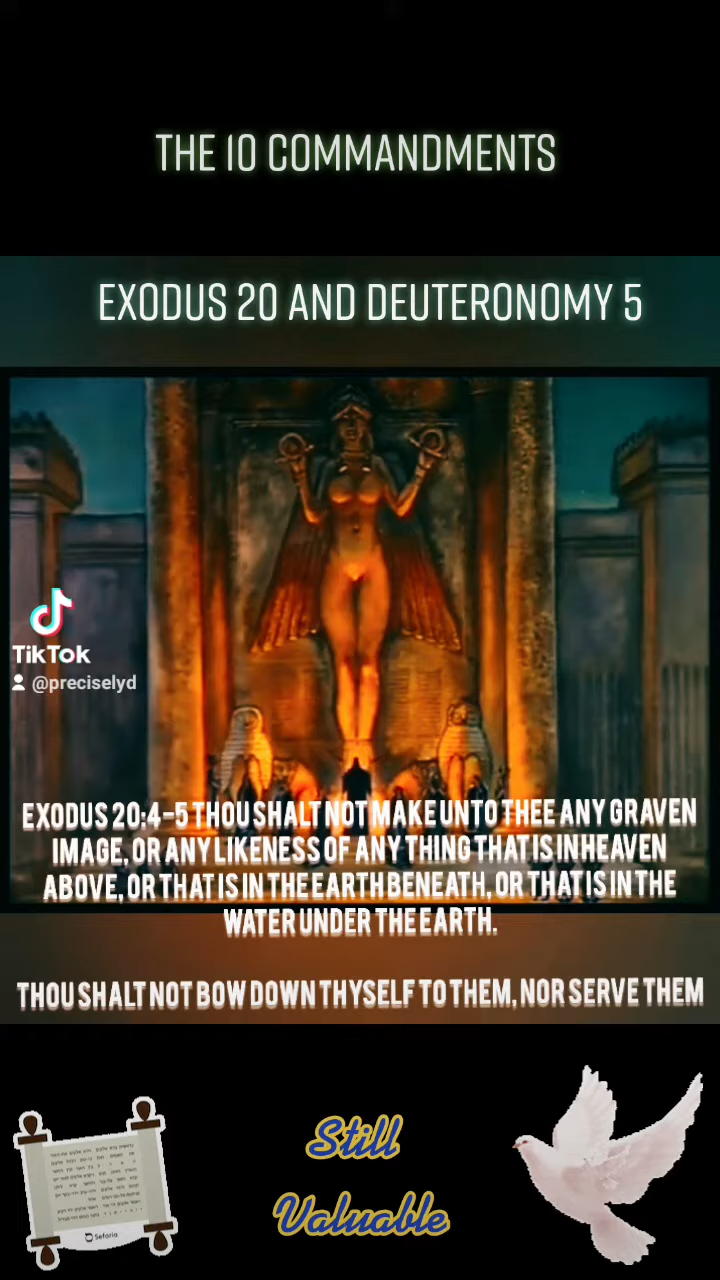 THE 10 COMMANDMENTS
EXODUS 20 AND DEUTERONOMY 5
TikTok
@preciselyd
EXODUS 20:4-5 THOU SHALT NOT MAKE UNTO THEE ANY GRAVEN
IMAGE, OR ANY LIKENESS OF ANY THING THAT IS IN HEAVEN
ABOVE, OR THAT IS IN THE EARTH BENEATH, OR THAT IS IN THE
WATER UNDER THE EARTH.
THOU SHALT NOT BOW DOWN THYSELF TO THEM, NOR SERVE THEM
Still
Valuable
Sefaria